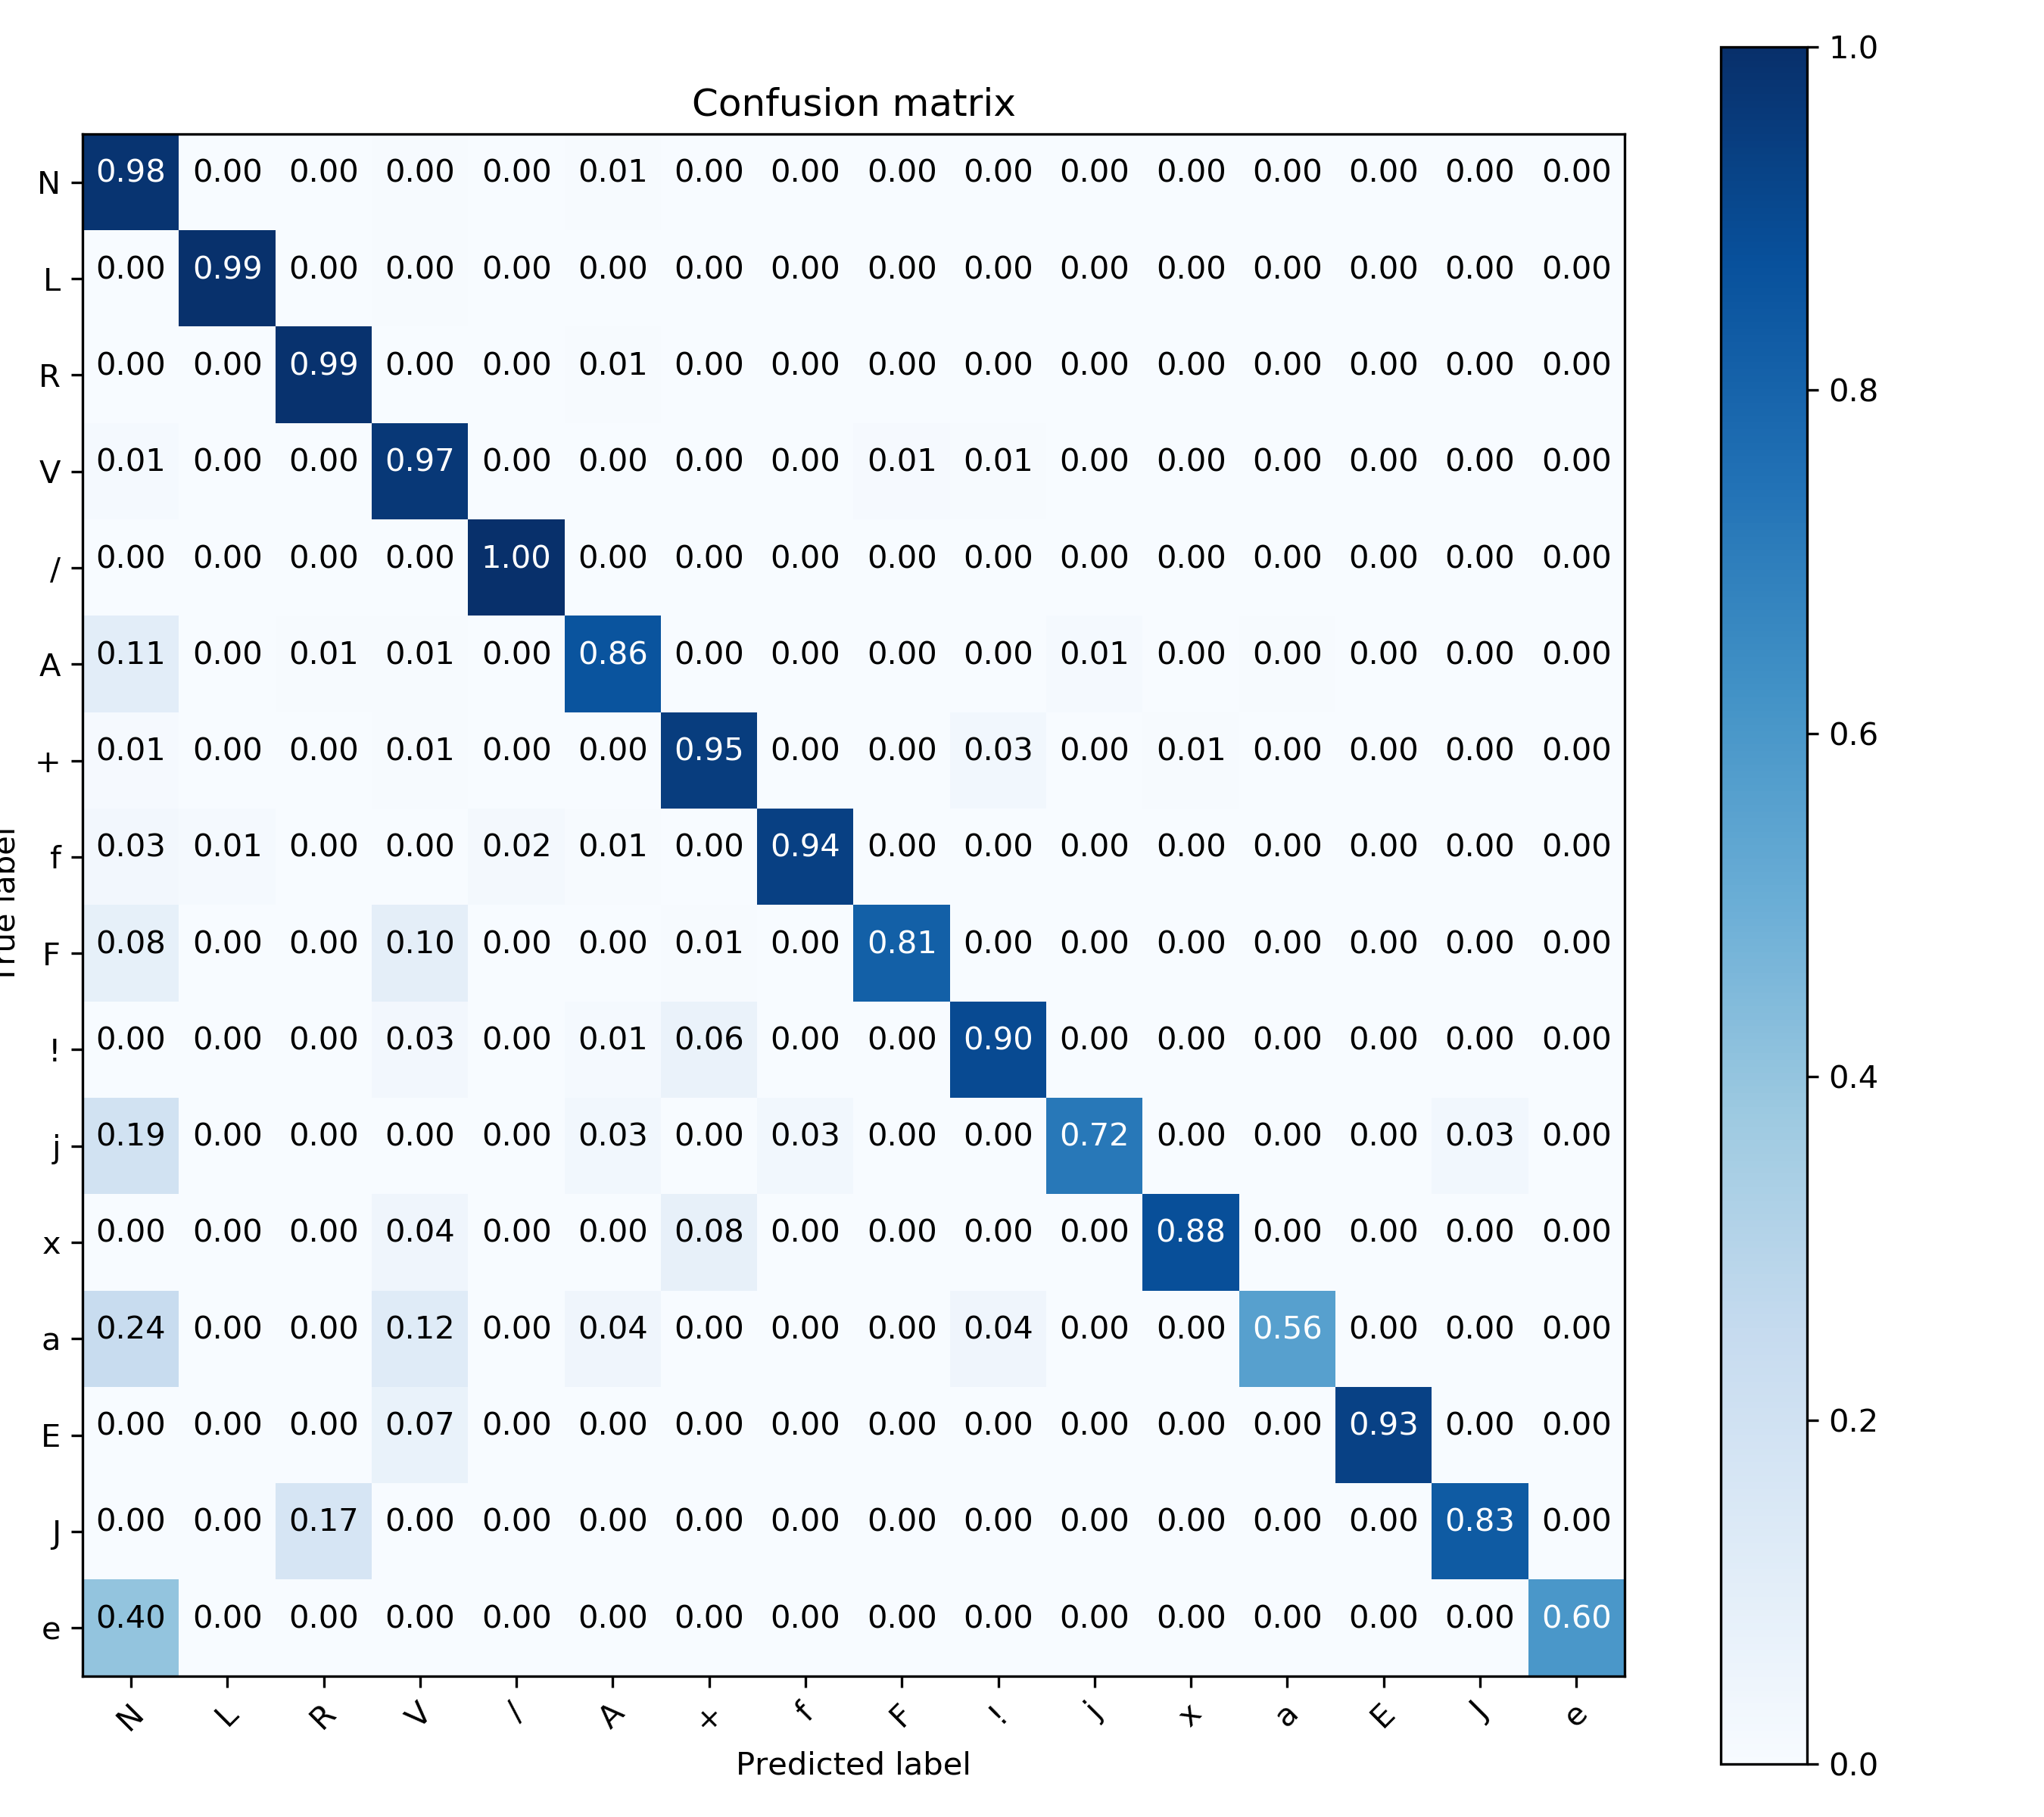 Confusion matrix
1.0
0.8
0.6
0.4
0.2
0.0
True label
N 0.98 0.00 0.00 0.00 0.00 0.01 0.00 0.00 0.00 0.00 0.00 0.00 0.00 0.00 0.00 0.00
L 0.00 0.99 0.00 0.00 0.00 0.00 0.00 0.00 0.00 0.00 0.00 0.00 0.00 0.00 0.00 0.00
R 0.00 0.00 0.99 0.00 0.00 0.01 0.00 0.00 0.00 0.00 0.00 0.00 0.00 0.00 0.00 0.00
V 0.01 0.00 0.00 0.97 0.00 0.00 0.00 0.00 0.01 0.01 0.00 0.00 0.00 0.00 0.00 0.00
/ 0.00 0.00 0.00 0.00 1.00 0.00 0.00 0.00 0.00 0.00 0.00 0.00 0.00 0.00 0.00 0.00
A 0.11 0.00 0.01 0.01 0.00 0.86 0.00 0.00 0.00 0.00 0.01 0.00 0.00 0.00 0.00 0.00
+ 0.01 0.00 0.00 0.01 0.00 0.00 0.95 0.00 0.00 0.03 0.00 0.01 0.00 0.00 0.00 0.00
f 0.03 0.01 0.00 0.00 0.02 0.01 0.00 0.94 0.00 0.00 0.00 0.00 0.00 0.00 0.00 0.00
F 0.08 0.00 0.00 0.10 0.00 0.00 0.01 0.00 0.81 0.00 0.00 0.00 0.00 0.00 0.00 0.00
! 0.00 0.00 0.00 0.03 0.00 0.01 0.06 0.00 0.00 0.90 0.00 0.00 0.00 0.00 0.00 0.00
j 0.19 0.00 0.00 0.00 0.00 0.03 0.00 0.03 0.00 0.00 0.72 0.00 0.00 0.00 0.03 0.00
x 0.00 0.00 0.00 0.04 0.00 0.00 0.08 0.00 0.00 0.00 0.00 0.88 0.00 0.00 0.00 0.00
a 0.24 0.00 0.00 0.12 0.00 0.04 0.00 0.00 0.00 0.04 0.00 0.00 0.56 0.00 0.00 0.00
E 0.00 0.00 0.00 0.07 0.00 0.00 0.00 0.00 0.00 0.00 0.00 0.00 0.00 0.93 0.00 0.00
J 0.00 0.00 0.17 0.00 0.00 0.00 0.00 0.00 0.00 0.00 0.00 0.00 0.00 0.00 0.83 0.00
e 0.40 0.00 0.00 0.00 0.00 0.00 0.00 0.00 0.00 0.00 0.00 0.00 0.00 0.00 0.00 0.60
N L R V / A + f F ! j x a E J e
Predicted label